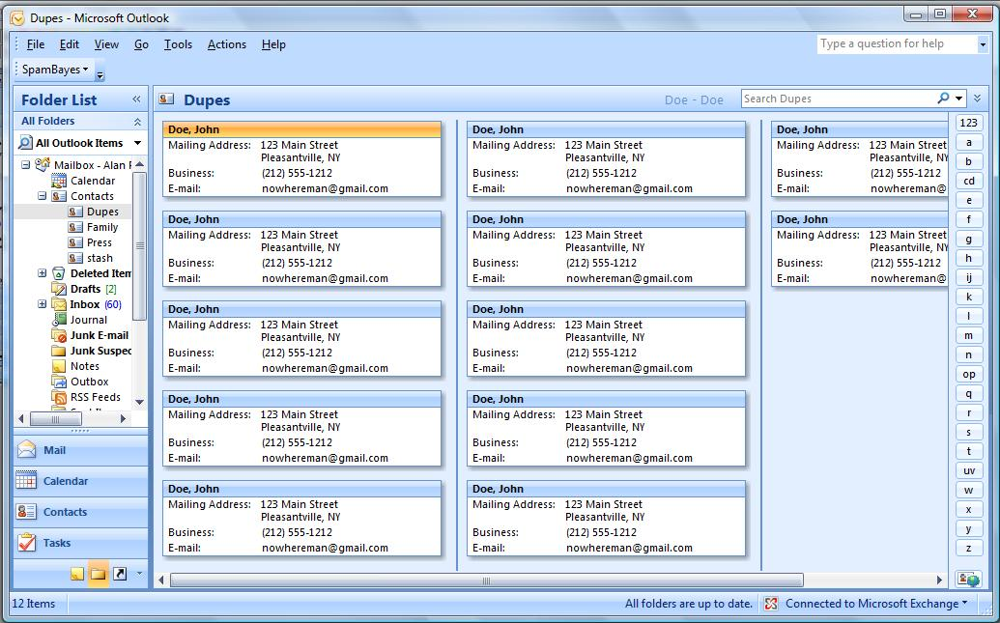 Dupes - Microsoft Outlook
File Edit View Go Tools Actions Help
Type a question for help
SpamBayes
Folder List «
All Folders
All Outlook Items
Mailbox - Alan
Calendar
Contacts
Dupes
Family
Press
stash
Deleted Item
Drafts [2]
Inbox (60)
Journal
Junk E-mail
Junk Suspec
Notes
Outbox
RSS Feeds
Mail
Calendar
Contacts
Tasks
Dupes
Doe - Doe
Search Dupes
Doe, John
Mailing Address: 123 Main Street
Pleasantville, NY
Business: (212) 555-1212
E-mail: nowhereman@gmail.com
Doe, John
Mailing Address: 123 Main Street
Pleasantville, NY
Business: (212) 555-1212
E-mail: nowhereman@gmail.com
Doe, John
Mailing Address: 123 Main Street
Pleasantville, NY
Business: (212) 555-1212
E-mail: nowhereman@gmail.com
Doe, John
Mailing Address: 123 Main Street
Pleasantville, NY
Business: (212) 555-1212
E-mail: nowhereman@gmail.com
Doe, John
Mailing Address: 123 Main Street
Pleasantville, NY
Business: (212) 555-1212
E-mail: nowhereman@gmail.com
Doe, John
Mailing Address: 123 Main Street
Pleasantville, NY
Business: (212) 555-1212
E-mail: nowhereman@gmail.com
Doe, John
Mailing Address: 123 Main Street
Pleasantville, NY
Business: (212) 555-1212
E-mail: nowhereman@gmail.com
Doe, John
Mailing Address: 123 Main Street
Pleasantville, NY
Business: (212) 555-1212
E-mail: nowhereman@gmail.com
Doe, John
Mailing Address: 123 Main Street
Pleasantville, NY
Business: (212) 555-1212
E-mail: nowhereman@gmail.com
Doe, John
Mailing Address: 123 Main Street
Pleasantville, NY
Business: (212) 555-1212
E-mail: nowhereman@gmail.com
Doe, John
Mailing Address: 123 Main Street
Pleasantville, NY
Business: (212) 555-1212
E-mail: nowhereman@
Doe, John
Mailing Address: 123 Main Street
Pleasantville, NY
Business: (212) 555-1212
E-mail: nowhereman@
123
a
b
cd
e
f
g
h
ij
k
l
m
n
op
q
r
s
t
uv
w
x
y
z
12 Items
All folders are up to date.
Connected to Microsoft Exchange